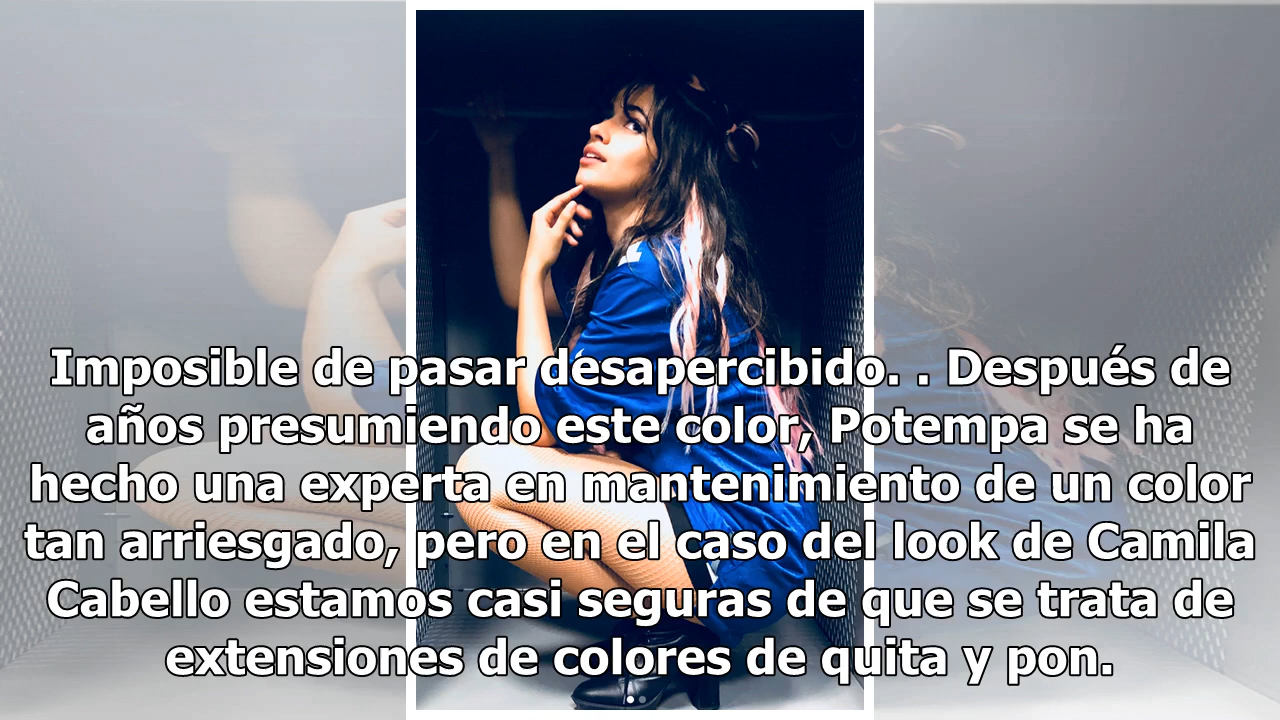 Imposible de pasar desapercibido. . Después de
años presumiendo este color, Potempa se ha
hecho una experta en mantenimiento de un color
tan arriesgado, pero en el caso del look de Camila
Cabello estamos casi seguras de que se trata de
extensiones de colores de quita y pon.